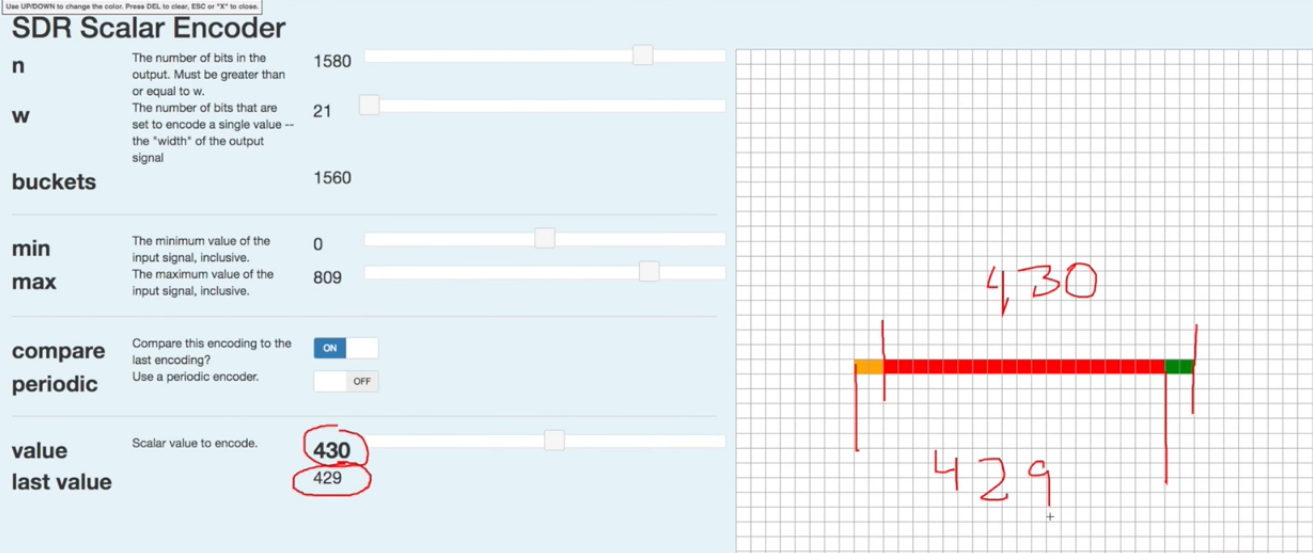 Use UP/DOWN to change the color. Press DEL to clear, ESC or "X" to close.
SDR Scalar Encoder
n
The number of bits in the
output. Must be greater than
or equal to w.
1580
w
The number of bits that are
set to encode a single value --
the "width" of the output
signal
21
buckets
1560
min
The minimum value of the
input signal, inclusive.
0
max
The maximum value of the
input signal, inclusive.
809
compare
Compare this encoding to the
last encoding?
ON
periodic
Use a periodic encoder.
OFF
value
Scalar value to encode.
430
last value
429
430
429